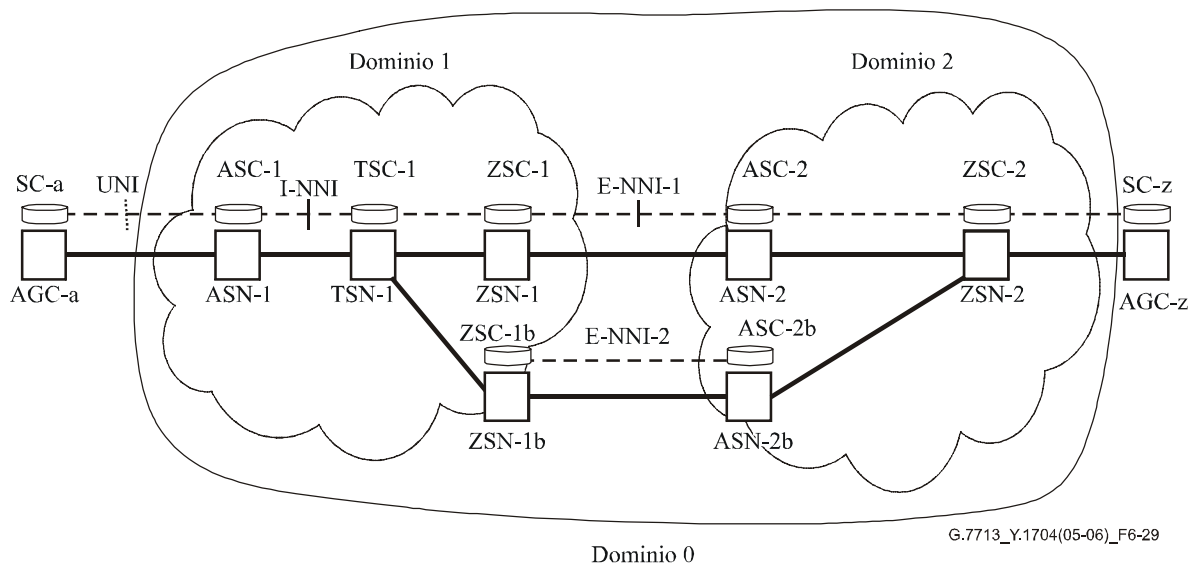 Dominio 1
Dominio 2
ASC-1
TSC-1
ZSC-1
ASC-2
ZSC-2
SC-a
UNI
I-NNI
E-NNI-1
SC-z
AGC-a
ASN-1
TSN-1
ZSN-1
ASN-2
ZSN-2
AGC-z
ZSC-1b
E-NNI-2
ASC-2b
ZSN-1b
ASN-2b
G.7713_Y.1704(05-06)_F6-29
Dominio 0